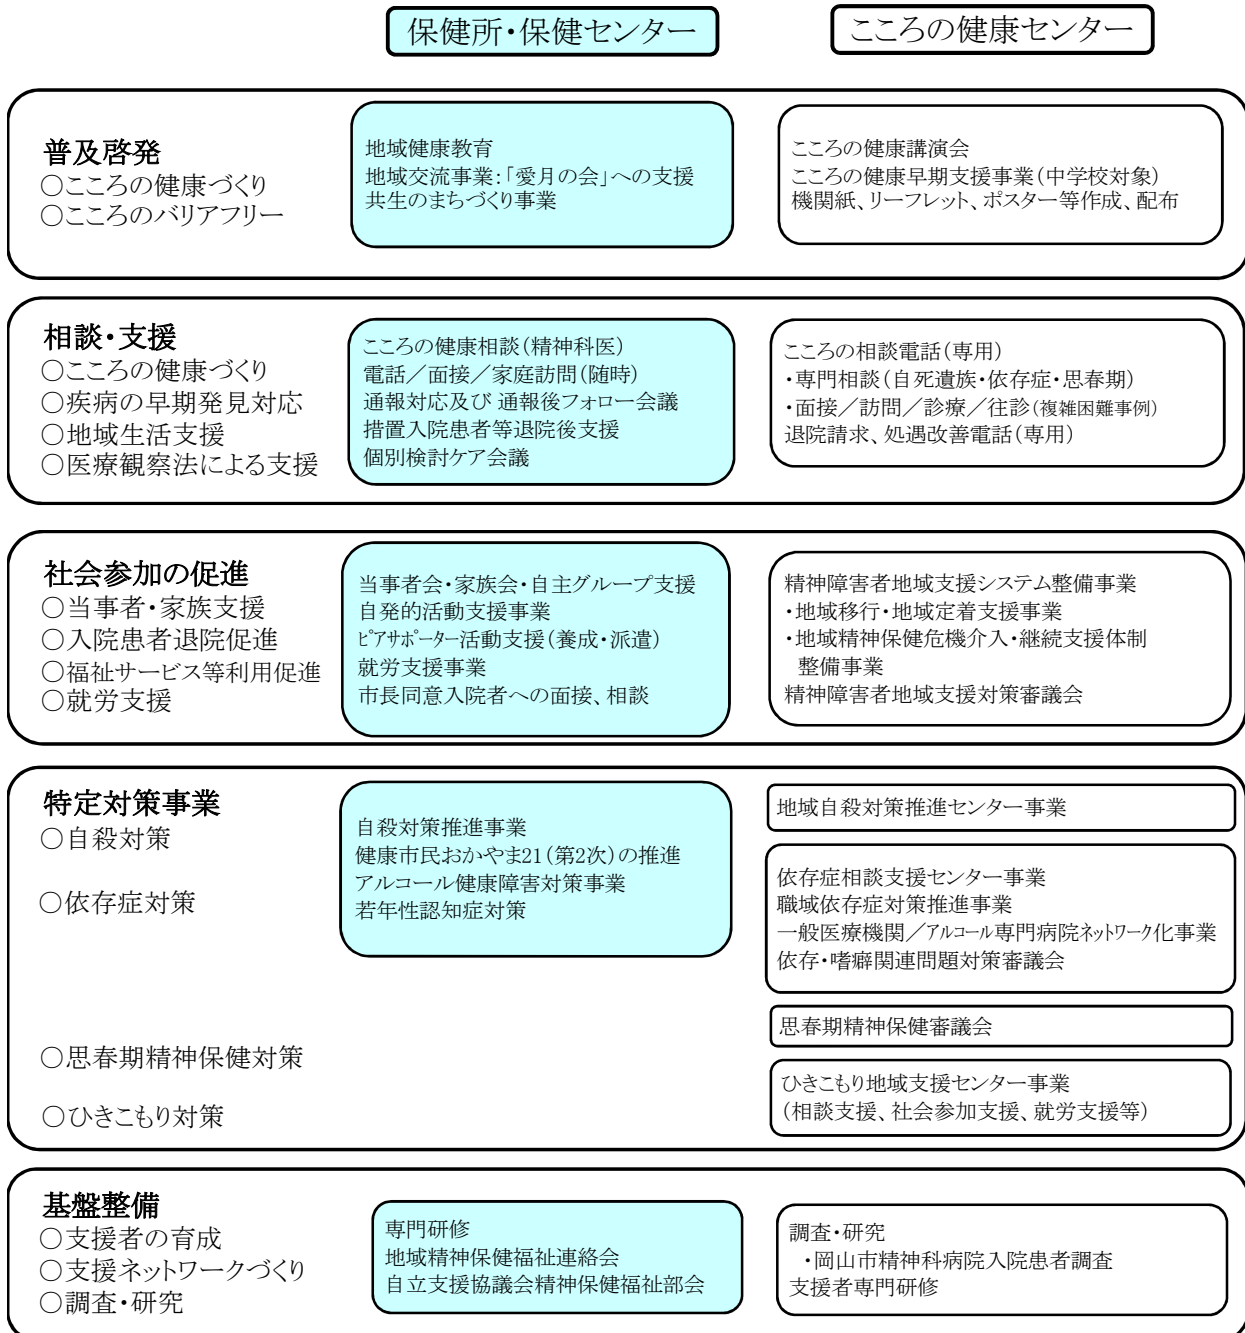 保健所・保健センター
こころの健康センター
普及啓発
〇こころの健康づくり
〇こころのバリアフリー
地域健康教育
地域交流事業:「愛月の会」への支援
共生のまちづくり事業
こころの健康講演会
こころの健康早期支援事業(中学校対象)
機関紙、リーフレット、ポスター等作成、配布
相談・支援
〇こころの健康づくり
〇疾病の早期発見対応
〇地域生活支援
〇医療観察法による支援
こころの健康相談(精神科医)
電話/面接/家庭訪問(随時)
通報対応及び 通報後フォロー会議
措置入院患者等退院後支援
個別検討ケア会議
こころの相談電話(専用)
・専門相談(自死遺族・依存症・思春期)
・面接/訪問/診療/往診(複雑困難事例)
退院請求、処遇改善電話(専用)
社会参加の促進
〇当事者・家族支援
〇入院患者退院促進
〇福祉サービス等利用促進
〇就労支援
当事者会・家族会・自主グループ支援
自発的活動支援事業
ピアサポーター活動支援(養成・派遣)
就労支援事業
市長同意入院者への面接、相談
精神障害者地域支援システム整備事業
・地域移行・地域定着支援事業
・地域精神保健危機介入・継続支援体制
整備事業
精神障害者地域支援対策審議会
特定対策事業
〇自殺対策
〇依存症対策
〇思春期精神保健対策
〇ひきこもり対策
自殺対策推進事業
健康市民おかやま21(第2次)の推進
アルコール健康障害対策事業
若年性認知症対策
地域自殺対策推進センター事業
依存症相談支援センター事業
職域依存症対策推進事業
一般医療機関/アルコール専門病院ネットワーク化事業
依存・嗜癖関連問題対策審議会
思春期精神保健審議会
ひきこもり地域支援センター事業
(相談支援、社会参加支援、就労支援等)
基盤整備
〇支援者の育成
〇支援ネットワークづくり
〇調査・研究
専門研修
地域精神保健福祉連絡会
自立支援協議会精神保健福祉部会
調査・研究
・岡山市精神科病院入院患者調査
支援者専門研修